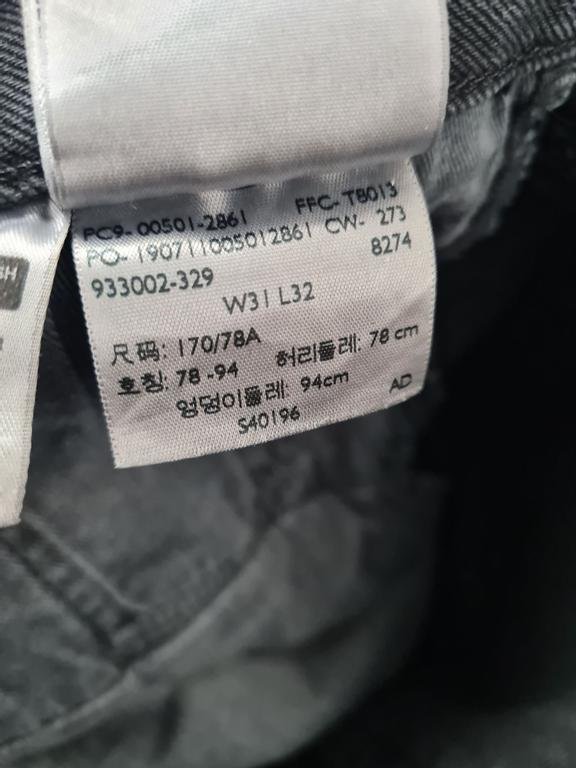 PC9- 00501-2861 FFC- T8013
PO- 190711005012861 CW- 273
933002-329 8274
W31 L32
尺码: 170/78A
호칭: 78 -94 허리둘레: 78 cm
엉덩이둘레: 94cm AD
S40196